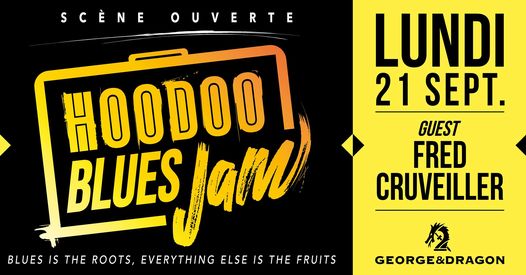 SCÈNE OUVERTE
HOODOO
BLUES Jam
BLUES IS THE ROOTS, EVERYTHING ELSE IS THE FRUITS
LUNDI
21 SEPT.
GUEST
FRED
CRUVEILLER
GEORGE&DRAGON